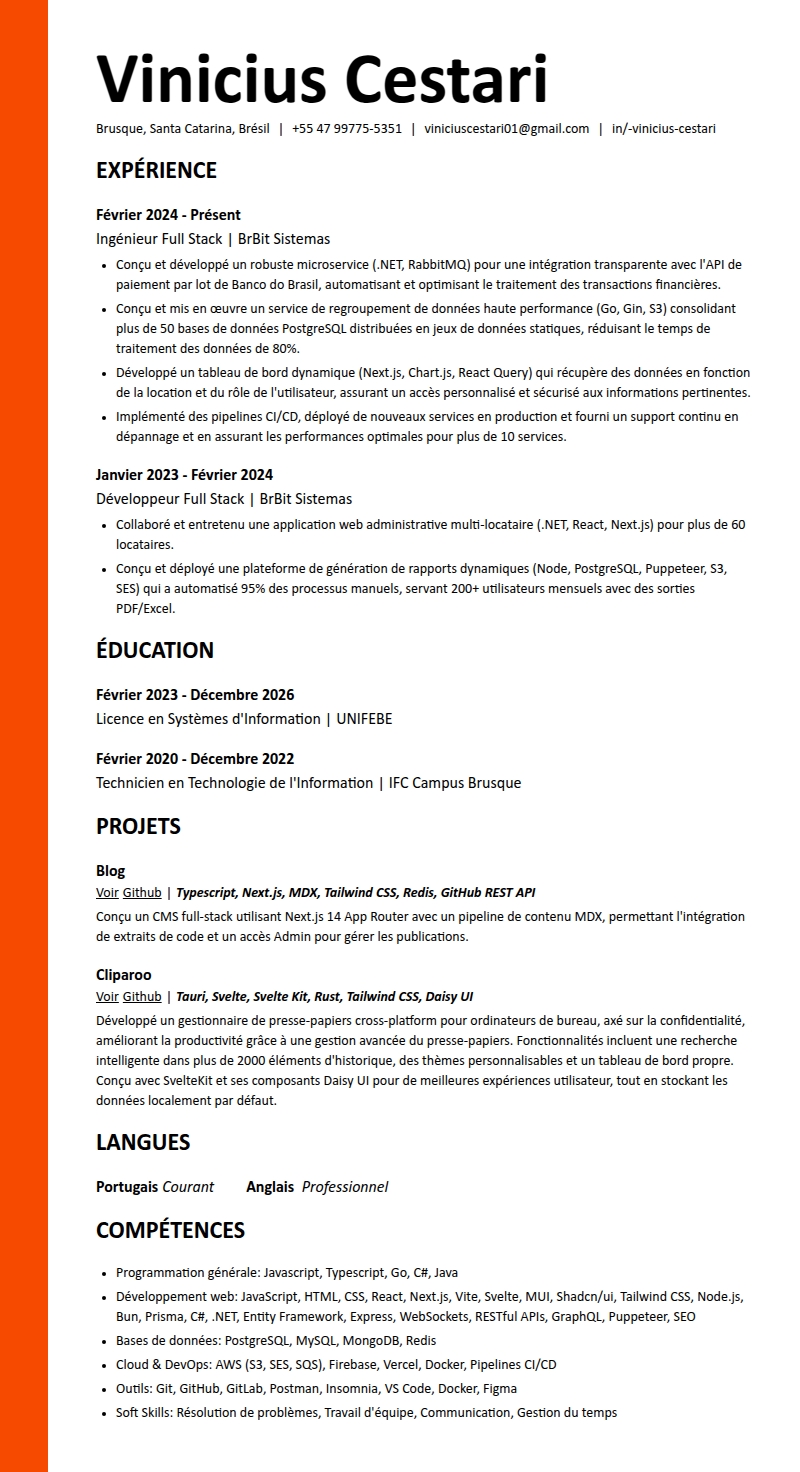 Vinicius Cestari
Brusque, Santa Catarina, Brésil | +55 47 99775-5351 | viniciuscestari01@gmail.com | in/-vinicius-cestari
EXPÉRIENCE
Février 2024 - Présent
Ingénieur Full Stack | BrBit Sistemas
• Conçu et développé un robuste microservice (.NET, RabbitMQ) pour une intégration transparente avec l'API de
paiement par lot de Banco do Brasil, automatisant et optimisant le traitement des transactions financières.
• Conçu et mis en œuvre un service de regroupement de données haute performance (Go, Gin, S3) consolidant
plus de 50 bases de données PostgreSQL distribuées en jeux de données statiques, réduisant le temps de
traitement des données de 80%.
• Développé un tableau de bord dynamique (Next.js, Chart.js, React Query) qui récupère des données en fonction
de la location et du rôle de l'utilisateur, assurant un accès personnalisé et sécurisé aux informations pertinentes.
• Implémenté des pipelines CI/CD, déployé de nouveaux services en production et fourni un support continu en
dépannage et en assurant les performances optimales pour plus de 10 services.
Janvier 2023 - Février 2024
Développeur Full Stack | BrBit Sistemas
• Collaboré et entretenu une application web administrative multi-locataire (.NET, React, Next.js) pour plus de 60
locataires.
• Conçu et déployé une plateforme de génération de rapports dynamiques (Node, PostgreSQL, Puppeteer, S3,
SES) qui a automatisé 95% des processus manuels, servant 200+ utilisateurs mensuels avec des sorties
PDF/Excel.
ÉDUCATION
Février 2023 - Décembre 2026
Licence en Systèmes d'Information | UNIFEBE
Février 2020 - Décembre 2022
Technicien en Technologie de l'Information | IFC Campus Brusque
PROJETS
Blog
Voir Github | Typescript, Next.js, MDX, Tailwind CSS, Redis, GitHub REST API
Conçu un CMS full-stack utilisant Next.js 14 App Router avec un pipeline de contenu MDX, permettant l'intégration
de extraits de code et un accès Admin pour gérer les publications.
Cliparoo
Voir Github | Tauri, Svelte, Svelte Kit, Rust, Tailwind CSS, Daisy UI
Développé un gestionnaire de presse-papiers cross-platform pour ordinateurs de bureau, axé sur la confidentialité,
améliorant la productivité grâce à une gestion avancée du presse-papiers. Fonctionnalités incluent une recherche
intelligente dans plus de 2000 éléments d'historique, des thèmes personnalisables et un tableau de bord propre.
Conçu avec SvelteKit et ses composants Daisy UI pour de meilleures expériences utilisateur, tout en stockant les
données localement par défaut.
LANGUES
Portugais Courant Anglais Professionnel
COMPÉTENCES
• Programmation générale: Javascript, Typescript, Go, C#, Java
• Développement web: JavaScript, HTML, CSS, React, Next.js, Vite, Svelte, MUI, Shadcn/ui, Tailwind CSS, Node.js,
Bun, Prisma, C#, .NET, Entity Framework, Express, WebSockets, RESTful APIs, GraphQL, Puppeteer, SEO
• Bases de données: PostgreSQL, MySQL, MongoDB, Redis
• Cloud & DevOps: AWS (S3, SES, SQS), Firebase, Vercel, Docker, Pipelines CI/CD
• Outils: Git, GitHub, GitLab, Postman, Insomnia, VS Code, Docker, Figma
• Soft Skills: Résolution de problèmes, Travail d'équipe, Communication, Gestion du temps